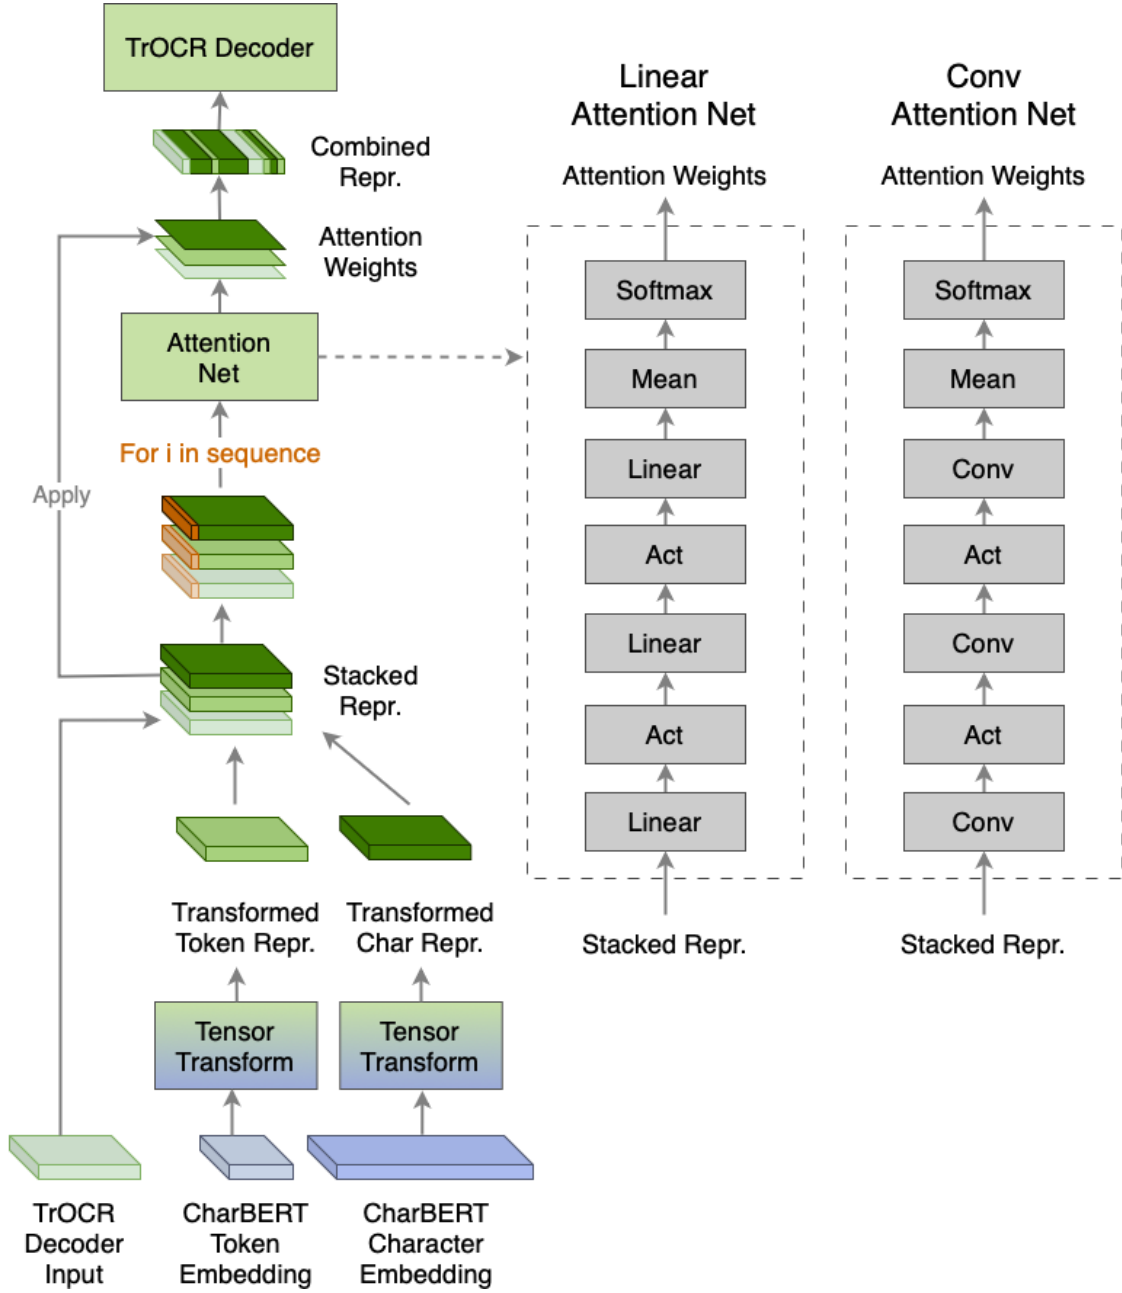 TrOCR Decoder
Combined
Repr.
Attention
Weights
Attention
Net
For i in sequence
Apply
Stacked
Repr.
Transformed
Token Repr.
Transformed
Char Repr.
Tensor
Transform
Tensor
Transform
TrOCR
Decoder
Input
CharBERT
Token
Embedding
CharBERT
Character
Embedding
Linear
Attention Net
Attention Weights
Softmax
Mean
Linear
Act
Linear
Act
Linear
Stacked Repr.
Conv
Attention Net
Attention Weights
Softmax
Mean
Conv
Act
Conv
Act
Conv
Stacked Repr.